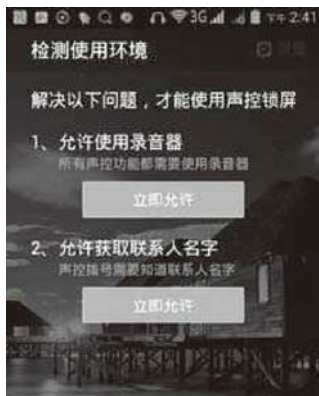 3G 下午2:41
检测使用环境
解决以下问题，才能使用声控锁屏
1、允许使用录音器
所有声控功能都需要使用录音器
立即允许
2、允许获取联系人名字
声控拨号需要知道联系人名字
立即允许